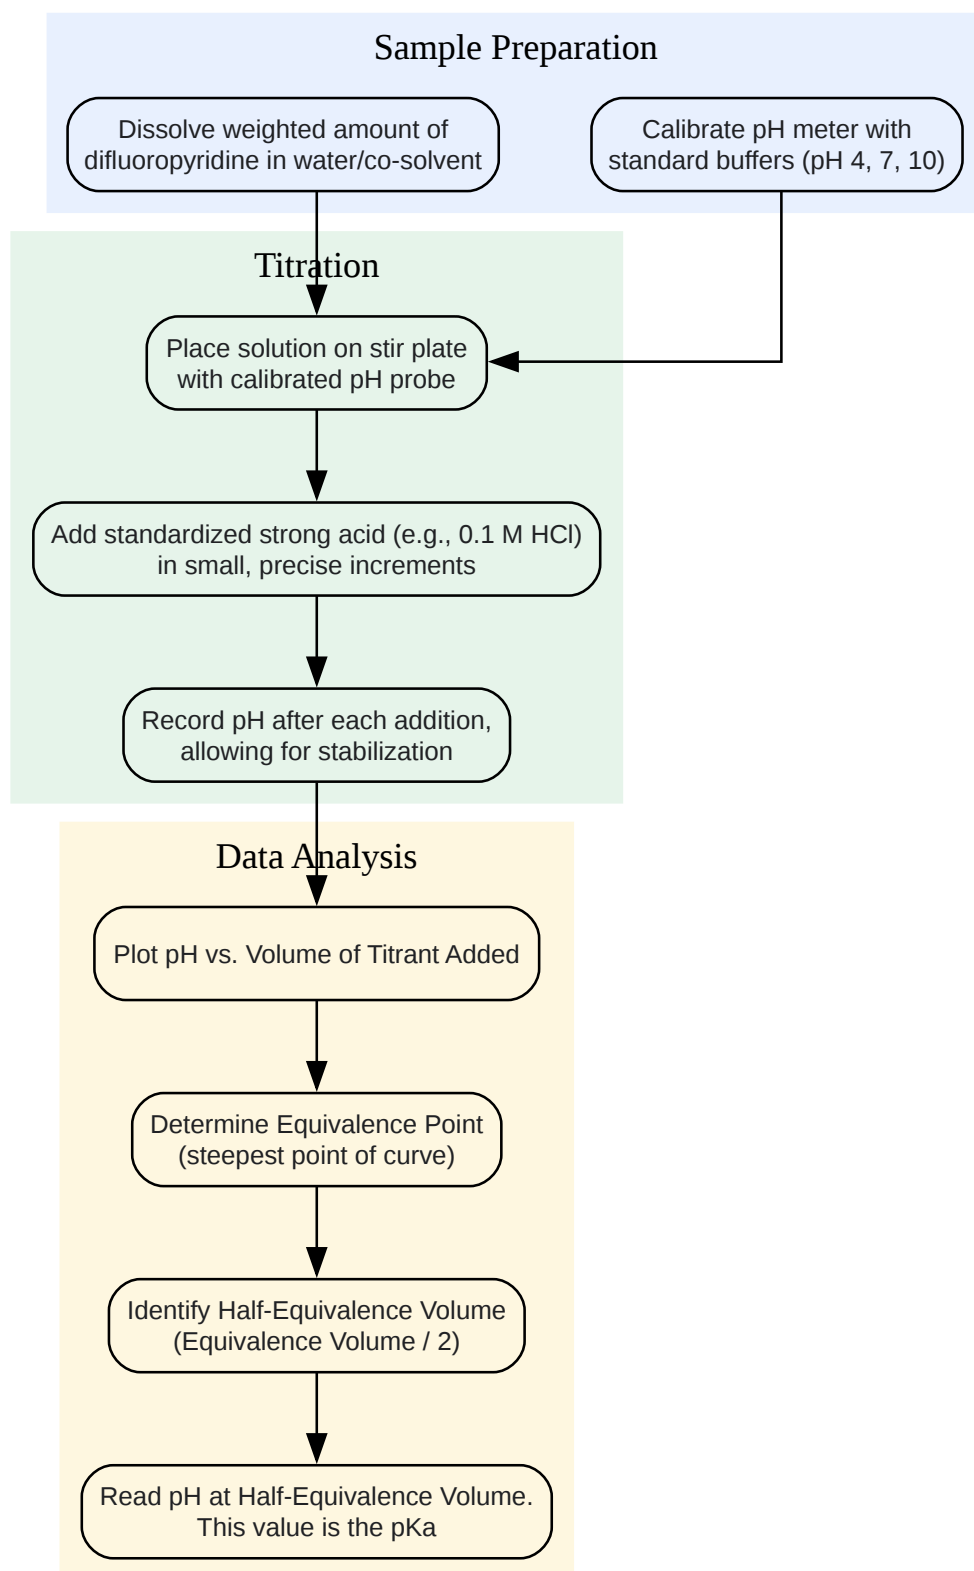 Sample Preparation
Dissolve weighted amount of
difluoropyridine in water/co-solvent
Calibrate pH meter with
standard buffers (pH 4, 7, 10)
Titration
Place solution on stir plate
with calibrated pH probe
Add standardized strong acid (e.g., 0.1 M HCl)
in small, precise increments
Record pH after each addition,
allowing for stabilization
Data Analysis
Plot pH vs. Volume of Titrant Added
Determine Equivalence Point
(steepest point of curve)
Identify Half-Equivalence Volume
(Equivalence Volume / 2)
Read pH at Half-Equivalence Volume.
This value is the pKa